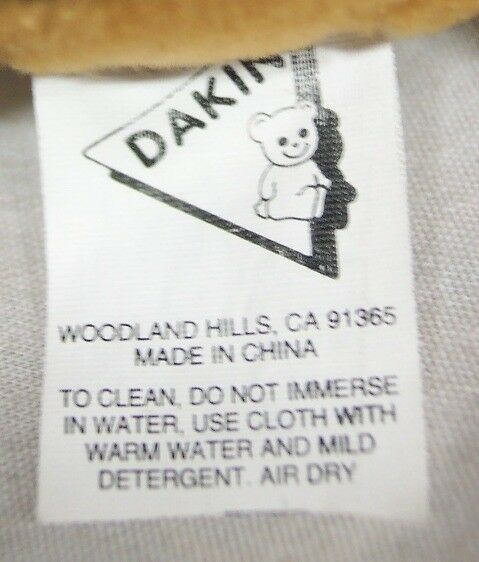 DAKIN
WOODLAND HILLS, CA 91365
MADE IN CHINA
TO CLEAN, DO NOT IMMERSE
IN WATER, USE CLOTH WITH
WARM WATER AND MILD
DETERGENT. AIR DRY